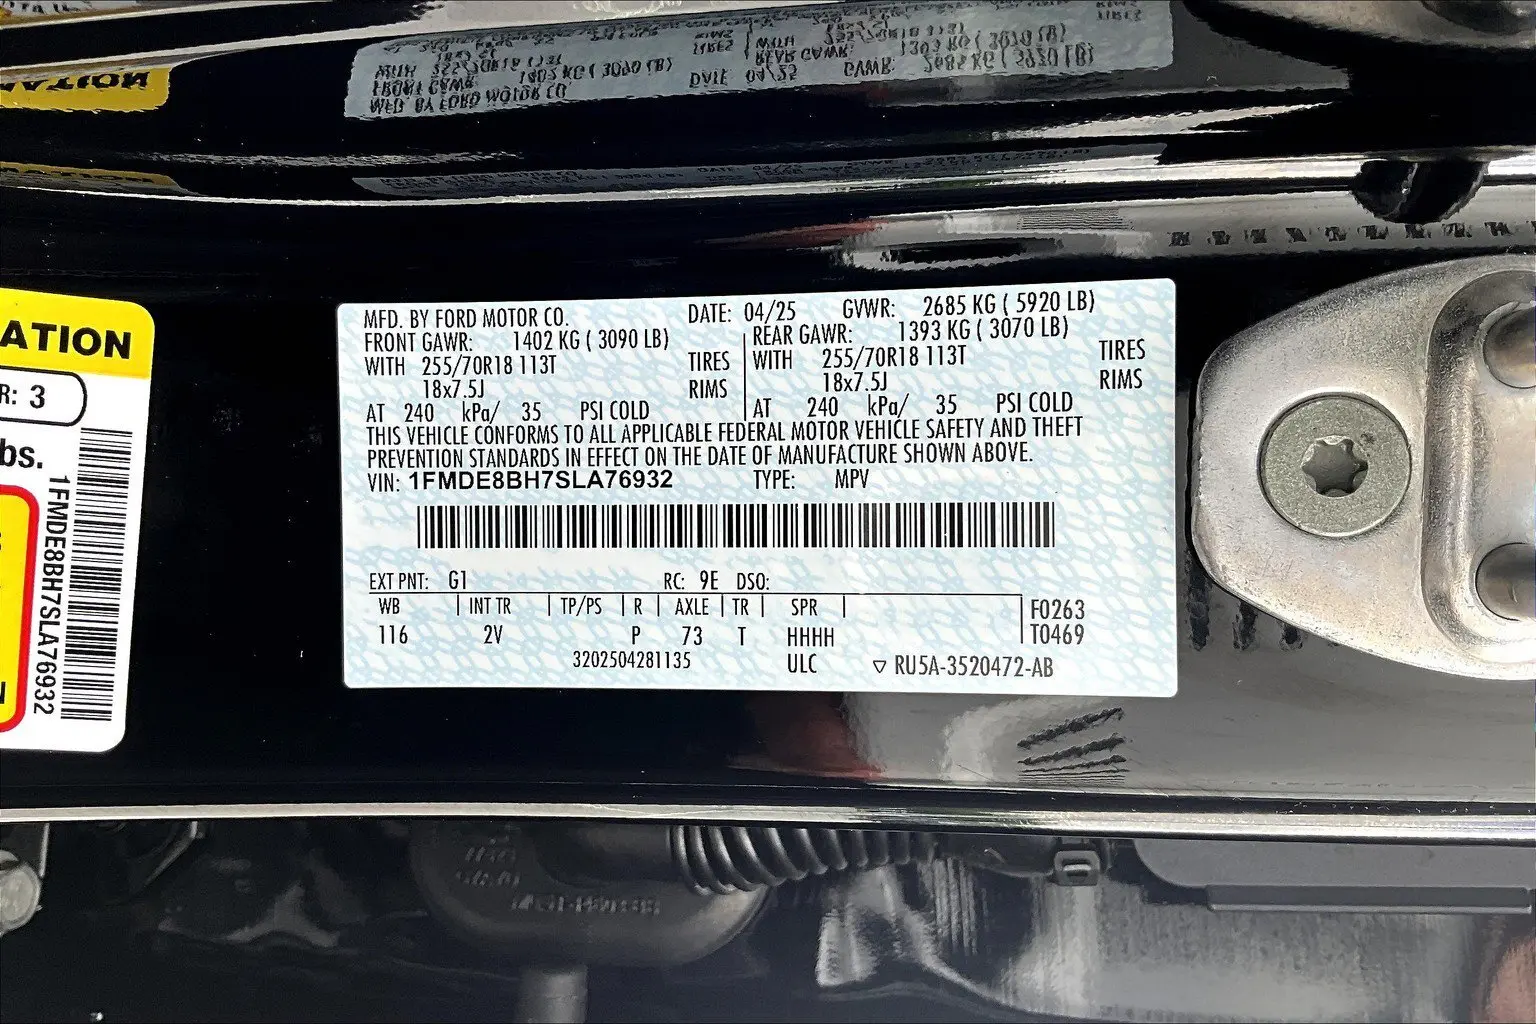 MFD. BY FORD MOTOR CO. DATE: 04/25 GVWR: 2685 KG ( 5920 LB)
FRONT GAWR: 1402 KG ( 3090 LB) REAR GAWR: 1393 KG ( 3070 LB)
WITH 255/70R18 113T TIRES WITH 255/70R18 113T TIRES
18x7.5J RIMS 18x7.5J RIMS
AT 240 kPa/ 35 PSI COLD AT 240 kPa/ 35 PSI COLD
THIS VEHICLE CONFORMS TO ALL APPLICABLE FEDERAL MOTOR VEHICLE SAFETY AND THEFT
PREVENTION STANDARDS IN EFFECT ON THE DATE OF MANUFACTURE SHOWN ABOVE.
VIN: 1FMDE8BH7SLA76932 TYPE: MPV
EXT PNT: G1 RC: 9E DSO:
WB INT TR TP/PS R AXLE TR SPR F0263
116 2V P 73 T HHHH T0469
3202504281135 ULC ▽ RU5A-3520472-AB
ATION
R: 3
bs.
1FMDE8BH7SLA76932